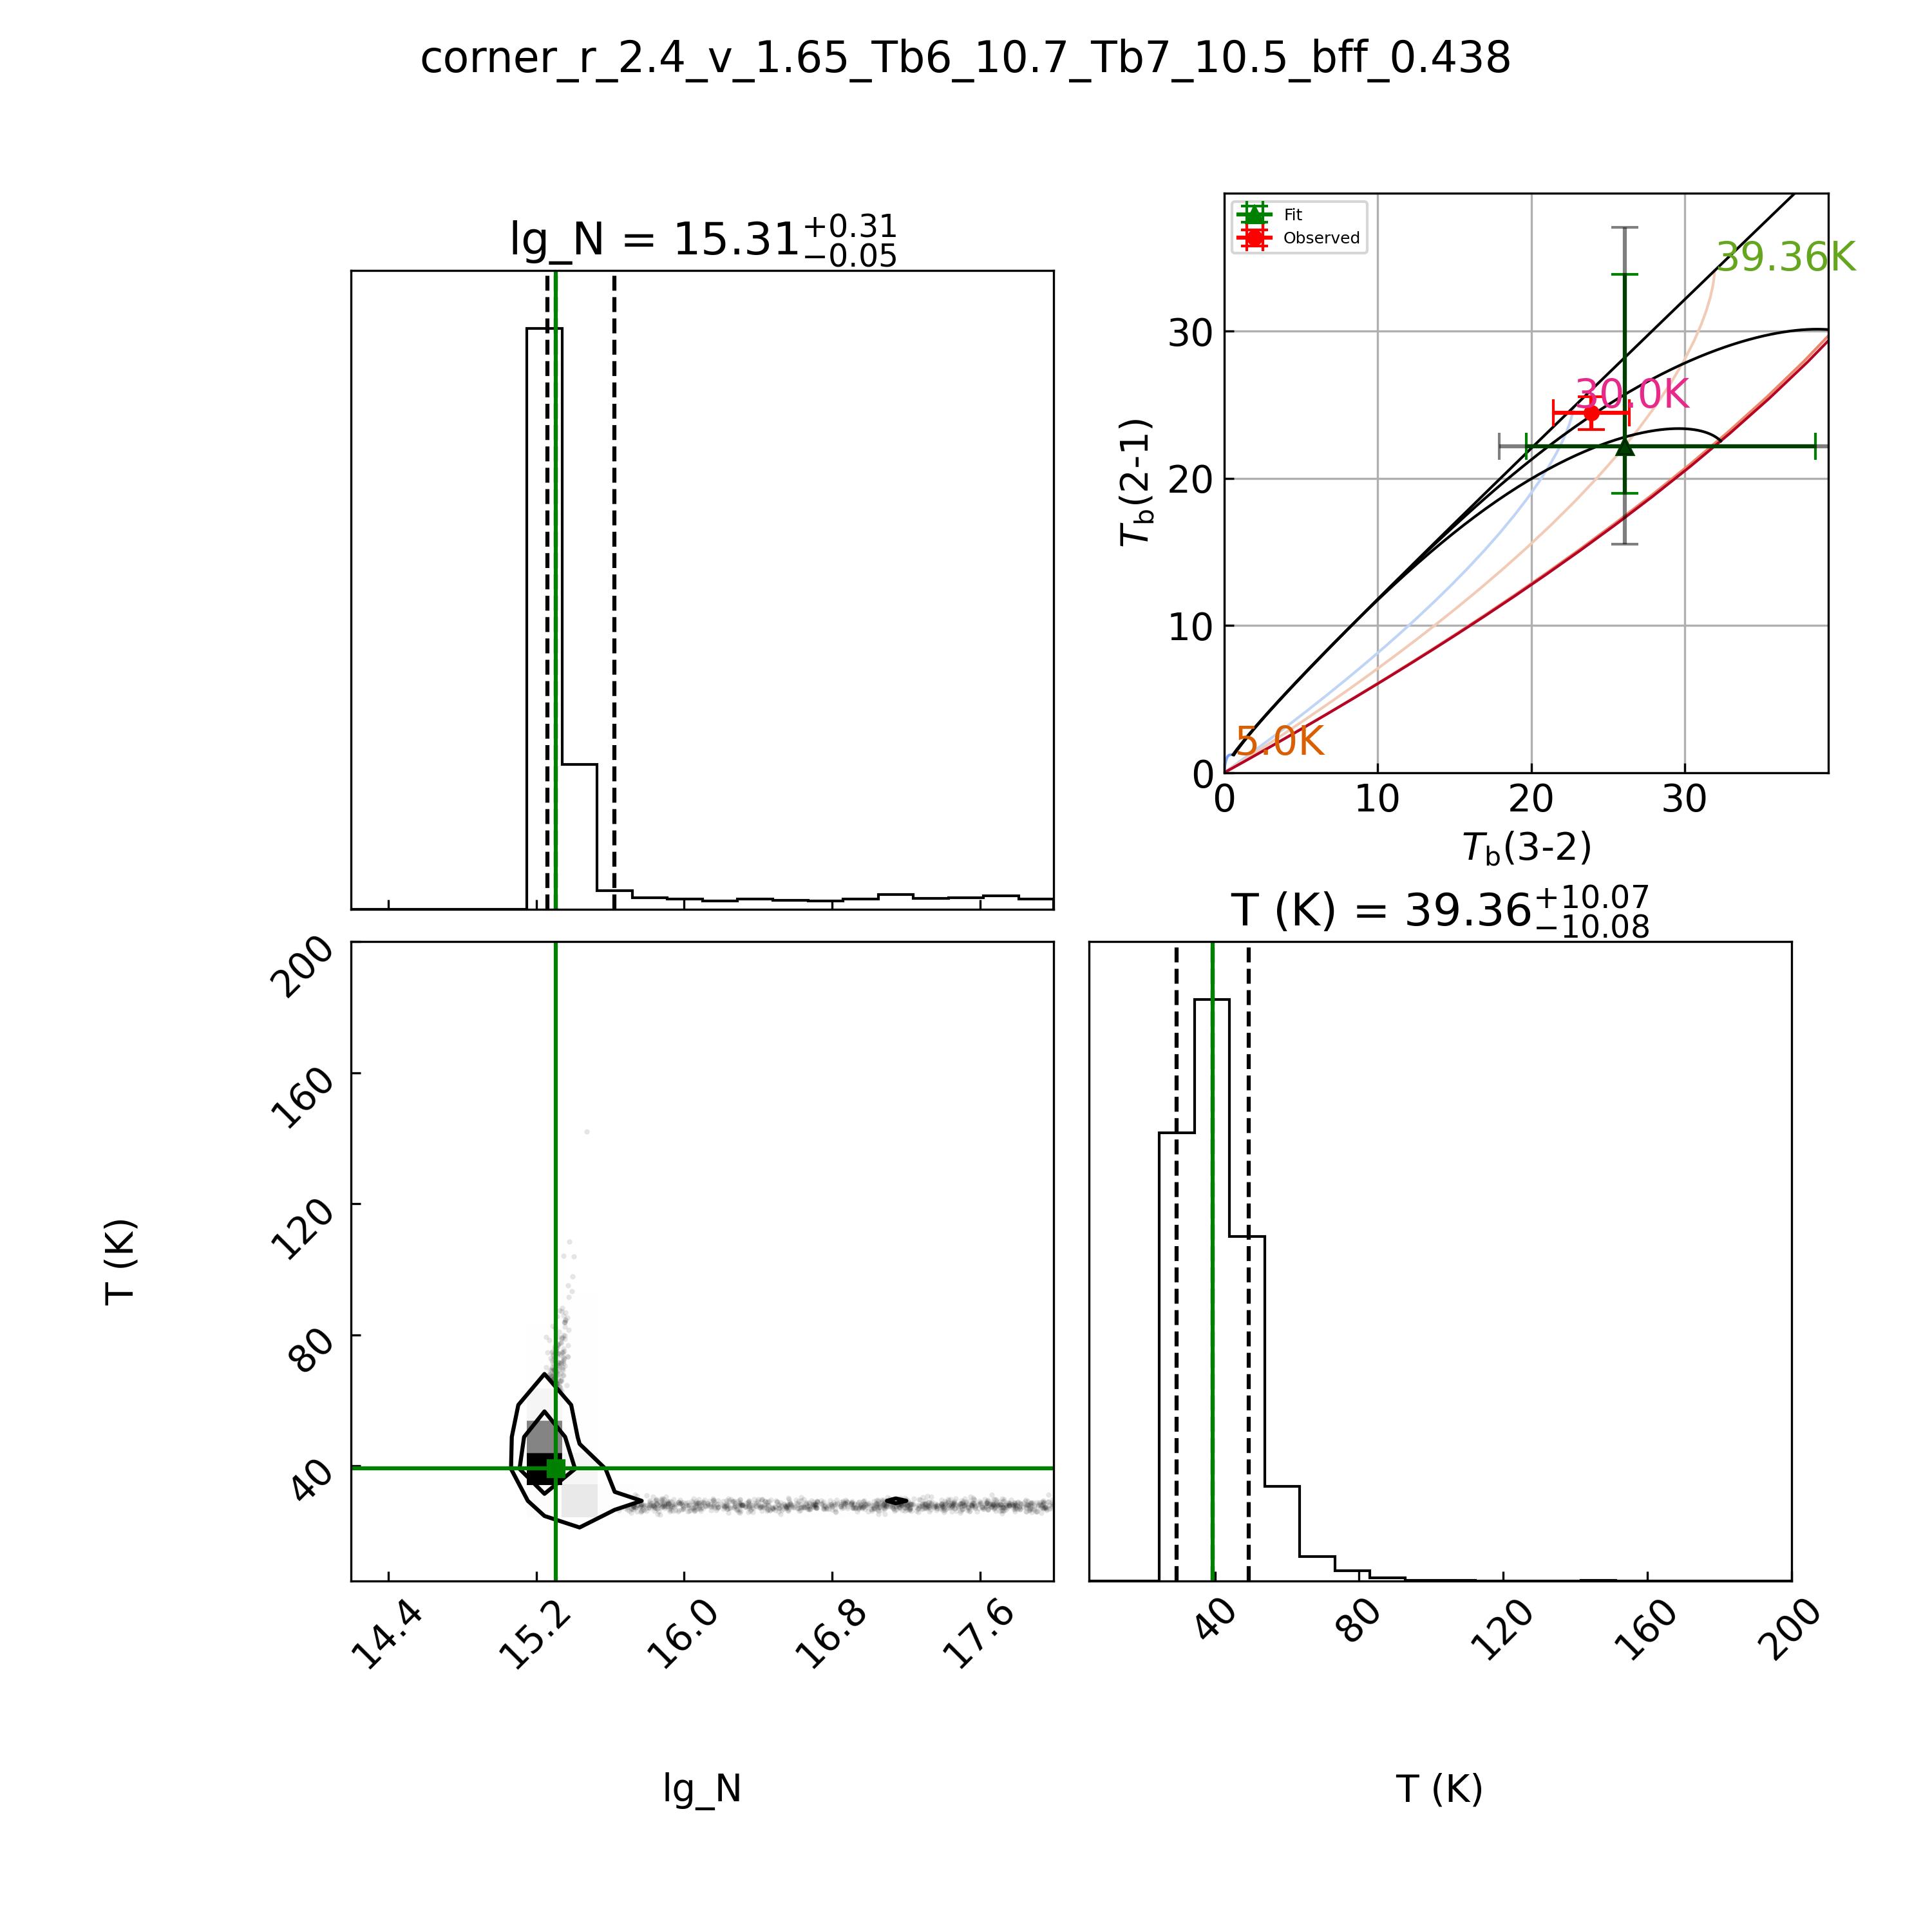 corner_r_2.4_v_1.65_Tb6_10.7_Tb7_10.5_bff_0.438
lg_N = 15.31+0.31−0.05
Fit
Observed
39.36K
30.0K
5.0K
30
20
10
0
0 10 20 30
Tb(2-1)
Tb(3-2)
T (K) = 39.36+10.07−10.08
200
160
120
80
40
T (K)
14.4 15.2 16.0 16.8 17.6
40 80 120 160 200
lg_N
T (K)